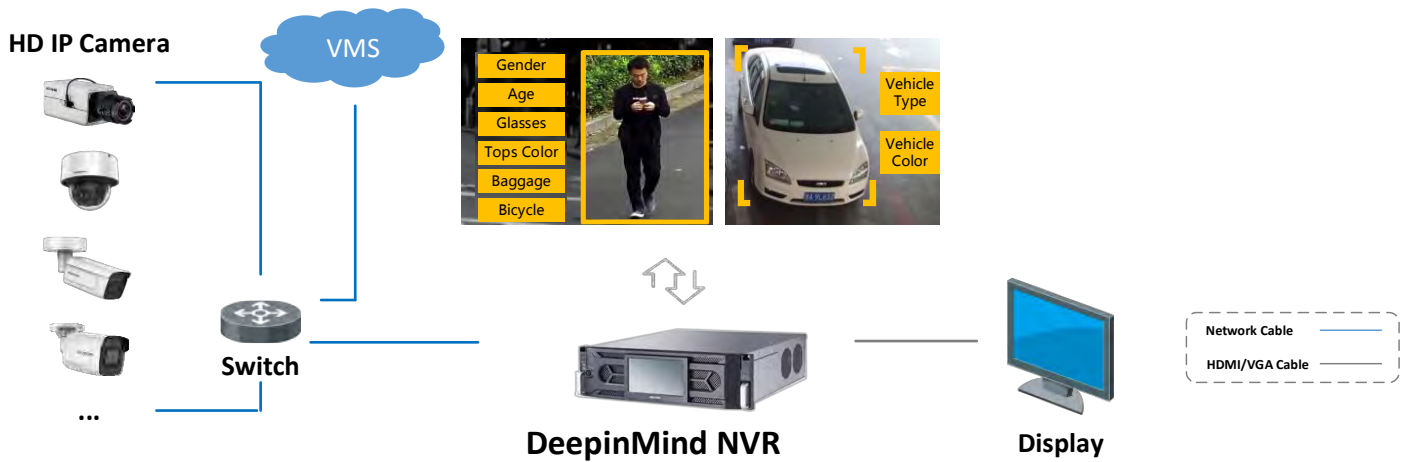 HD IP Camera
VMS
Gender
Age
Glasses
Tops Color
Baggage
Bicycle
Vehicle
Type
Vehicle
Color
Switch
...
DeepinMind NVR
Display
Network Cable
HDMI/VGA Cable